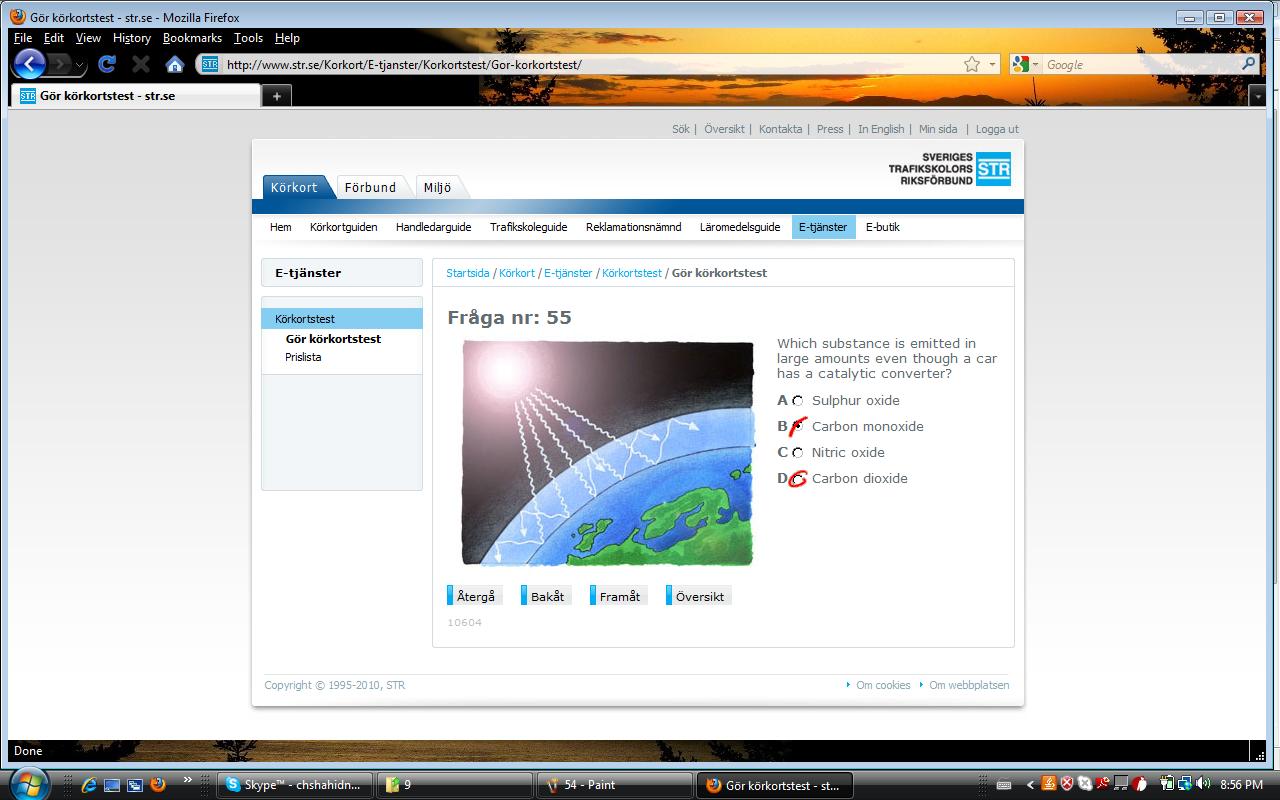 Gör körkortstest - str.se - Mozilla Firefox
File Edit View History Bookmarks Tools Help
STR http://www.str.se/Korkort/E-tjanster/Korkortstest/Gor-korkortstest/ Google
STR Gör körkortstest - str.se
Sök | Översikt | Kontakta | Press | In English | Min sida | Logga ut
SVERIGES
TRAFIKSKOLORS
RIKSFÖRBUND
STR
Körkort Förbund Miljö
Hem Körkortguiden Handledarguide Trafikskoleguide Reklamationsnämnd Läromedelsguide E-tjänster E-butik
E-tjänster
Körkortstest
Gör körkortstest
Prislista
Startsida / Körkort / E-tjänster / Körkortstest / Gör körkortstest
Fråga nr: 55
Which substance is emitted in
large amounts even though a car
has a catalytic converter?
A Sulphur oxide
B Carbon monoxide
C Nitric oxide
D Carbon dioxide
Återgå Bakåt Framåt Översikt
10604
Copyright © 1995-2010, STR Om cookies Om webbplatsen
Done
Skype™ - chshahidn... 9 54 - Paint Gör körkortstest - st... 8:56 PM